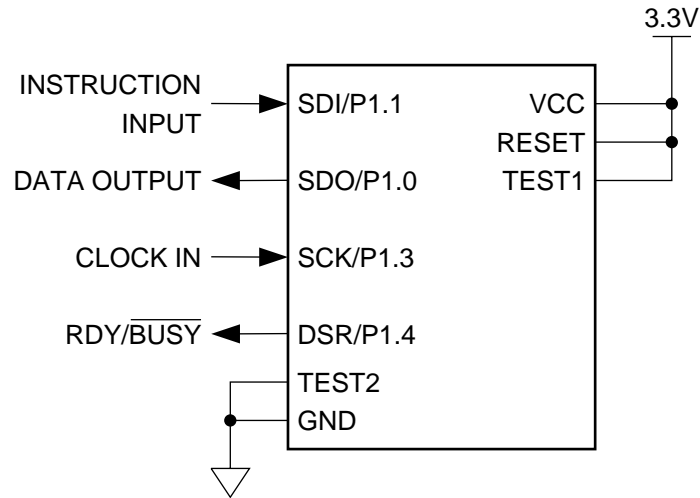 3.3V
INSTRUCTION
INPUT
SDI/P1.1
VCC
RESET
DATA OUTPUT
SDO/P1.0
TEST1
CLOCK IN
SCK/P1.3
RDY/B̅U̅S̅Y̅
DSR/P1.4
TEST2
GND